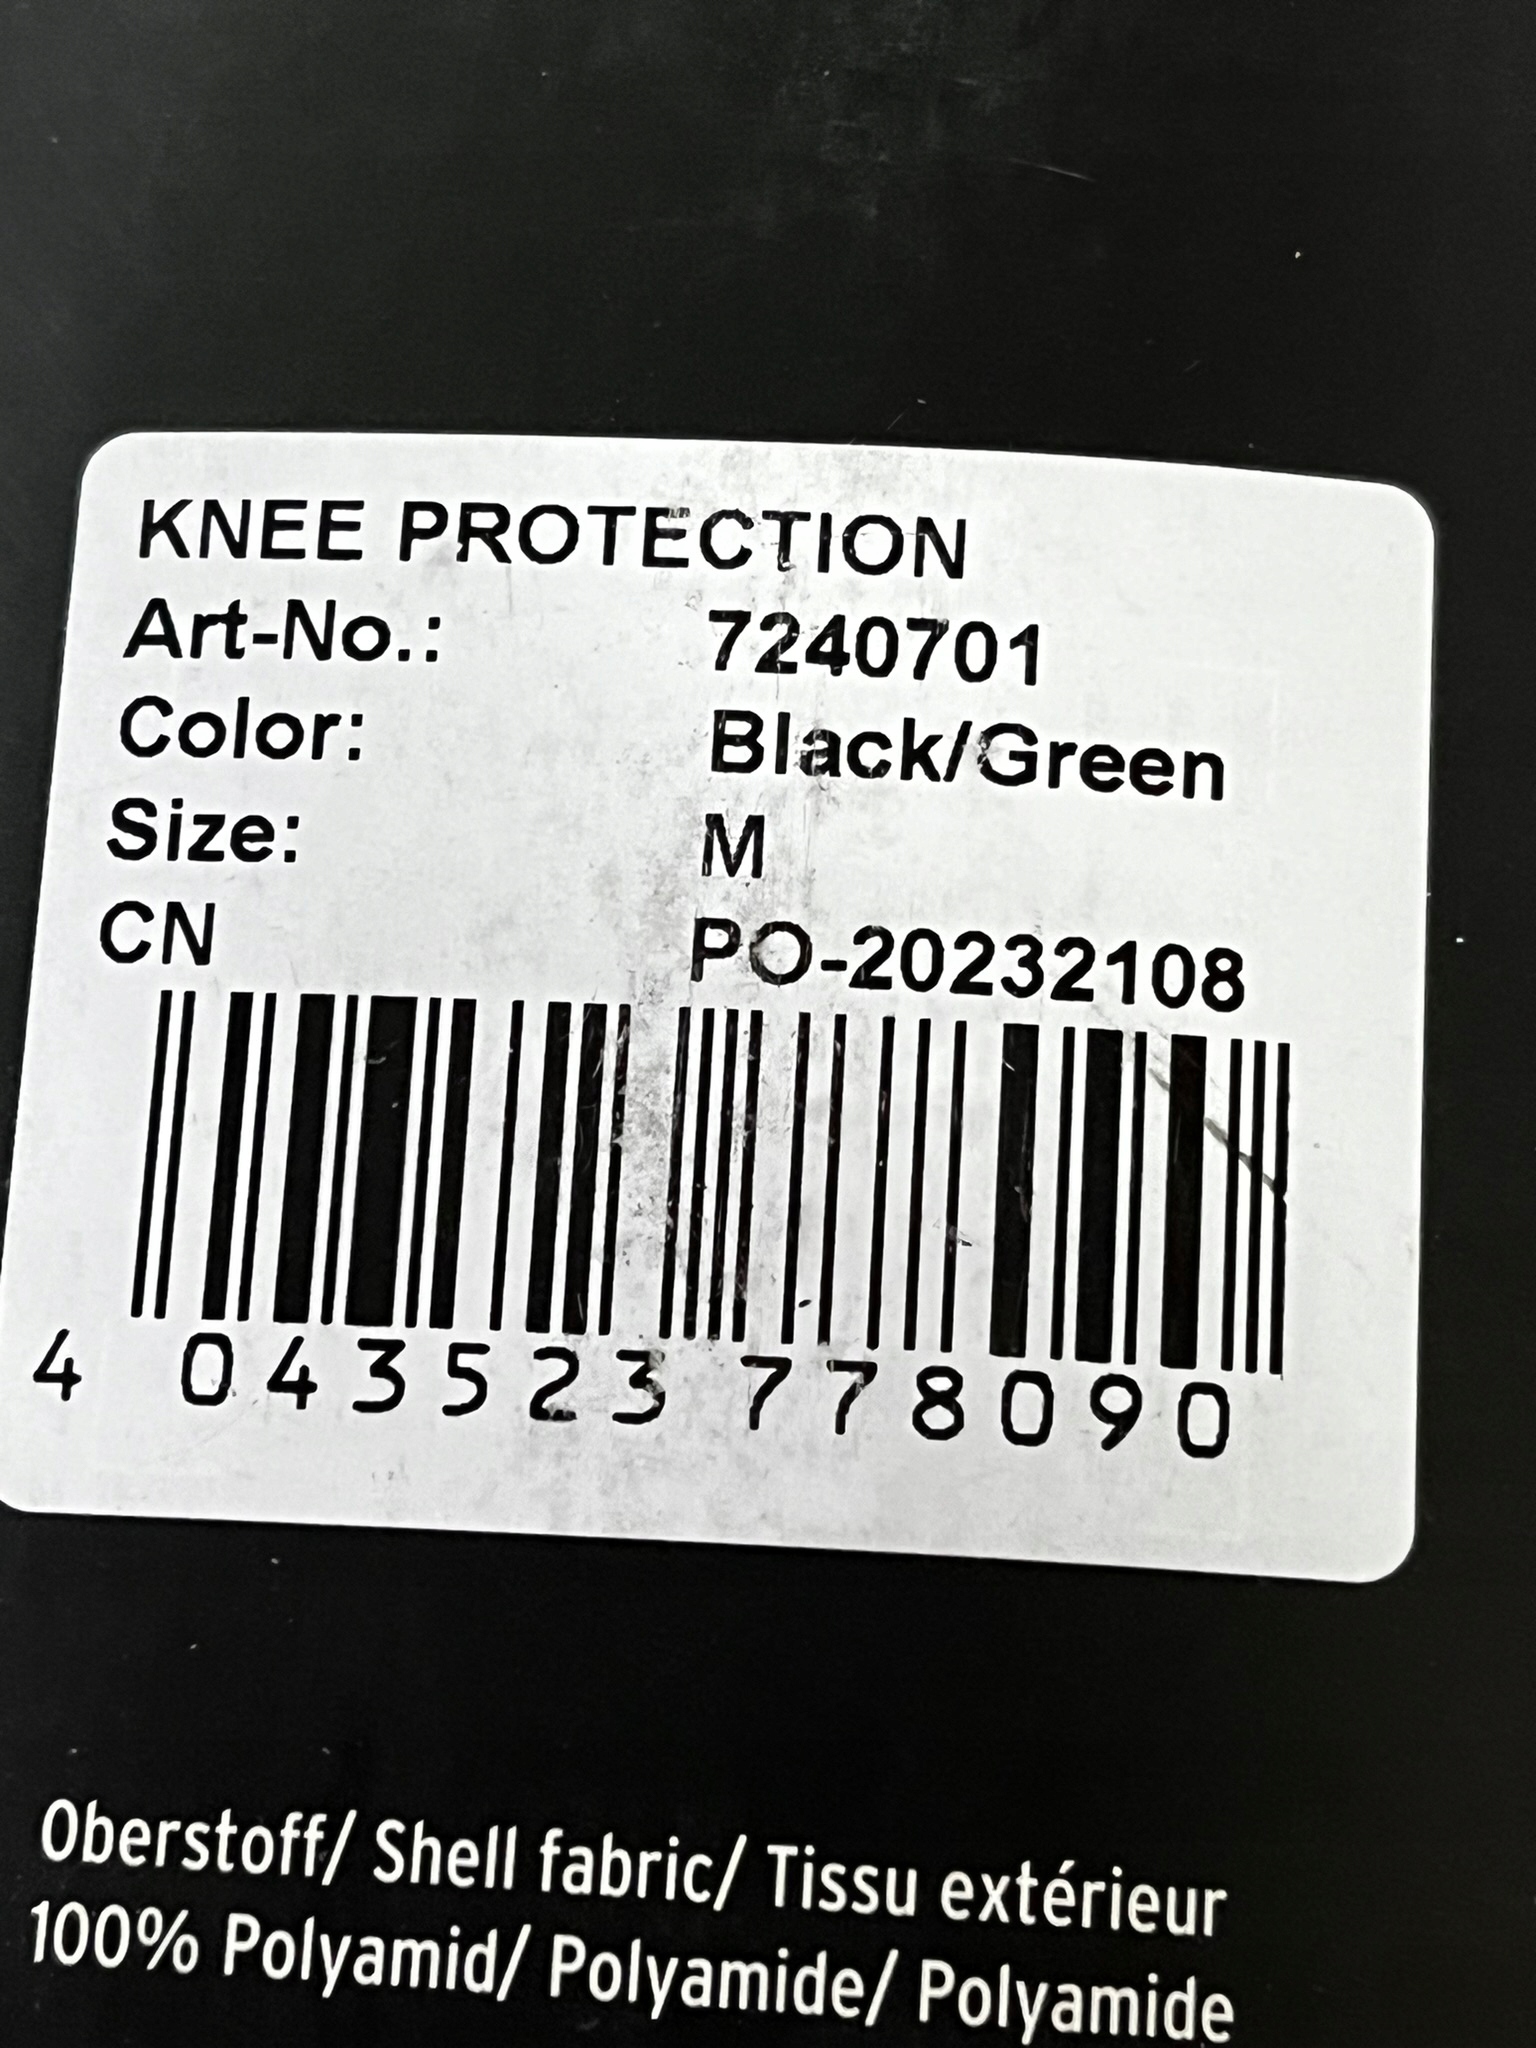 KNEE PROTECTION
Art-No.: 7240701
Color: Black/Green
Size: M
CN PO-20232108
4 043523 778090
Oberstoff/ Shell fabric/ Tissu extérieur
100% Polyamid/ Polyamide/ Polyamide